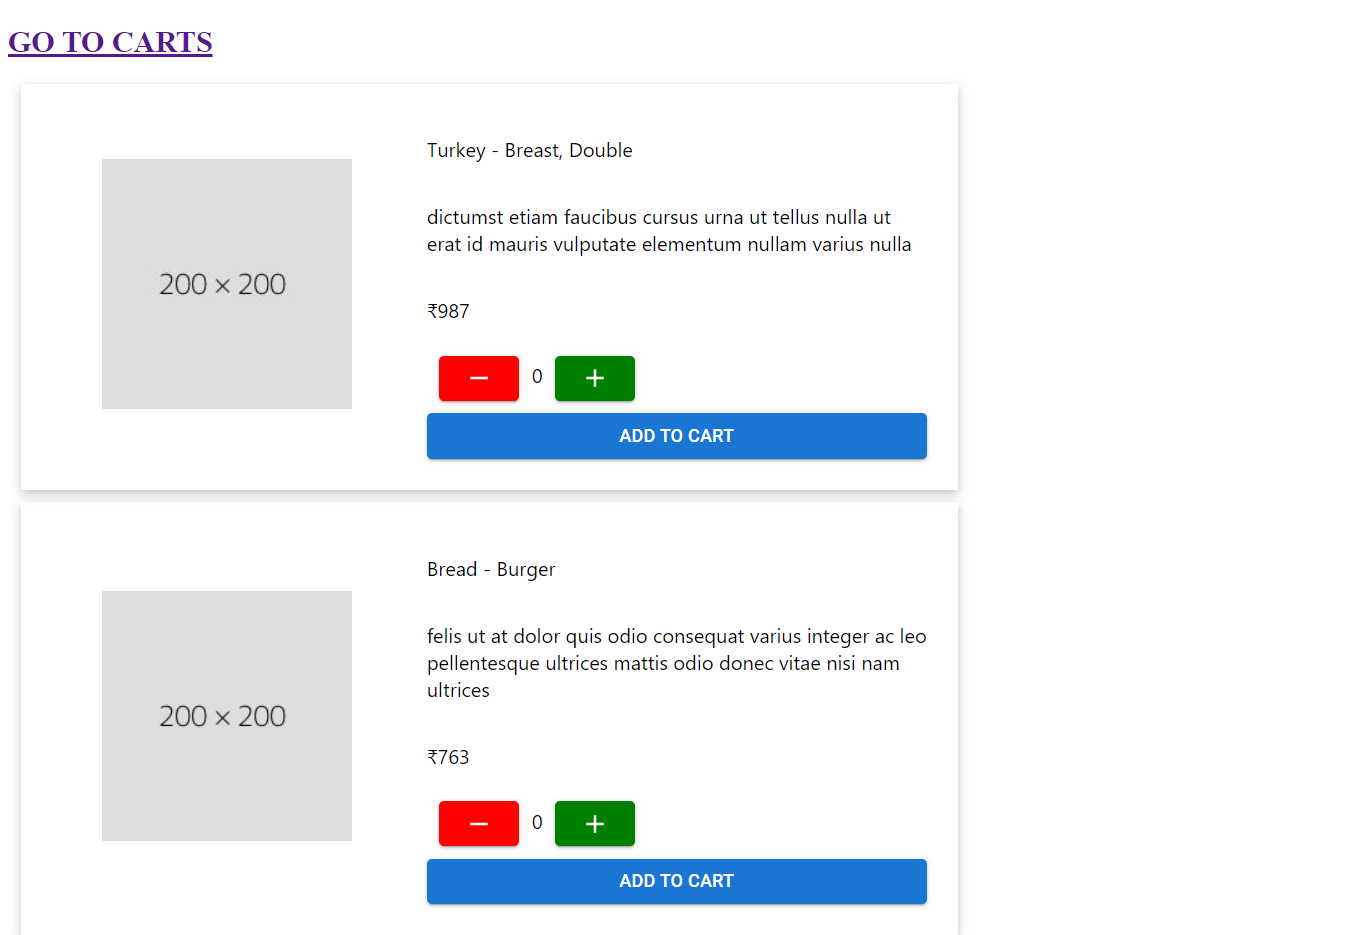 GO TO CARTS
200 × 200
Turkey - Breast, Double
dictumst etiam faucibus cursus urna ut tellus nulla ut
erat id mauris vulputate elementum nullam varius nulla
₹987
− 0 +
ADD TO CART
200 × 200
Bread - Burger
felis ut at dolor quis odio consequat varius integer ac leo
pellentesque ultrices mattis odio donec vitae nisi nam
ultrices
₹763
− 0 +
ADD TO CART